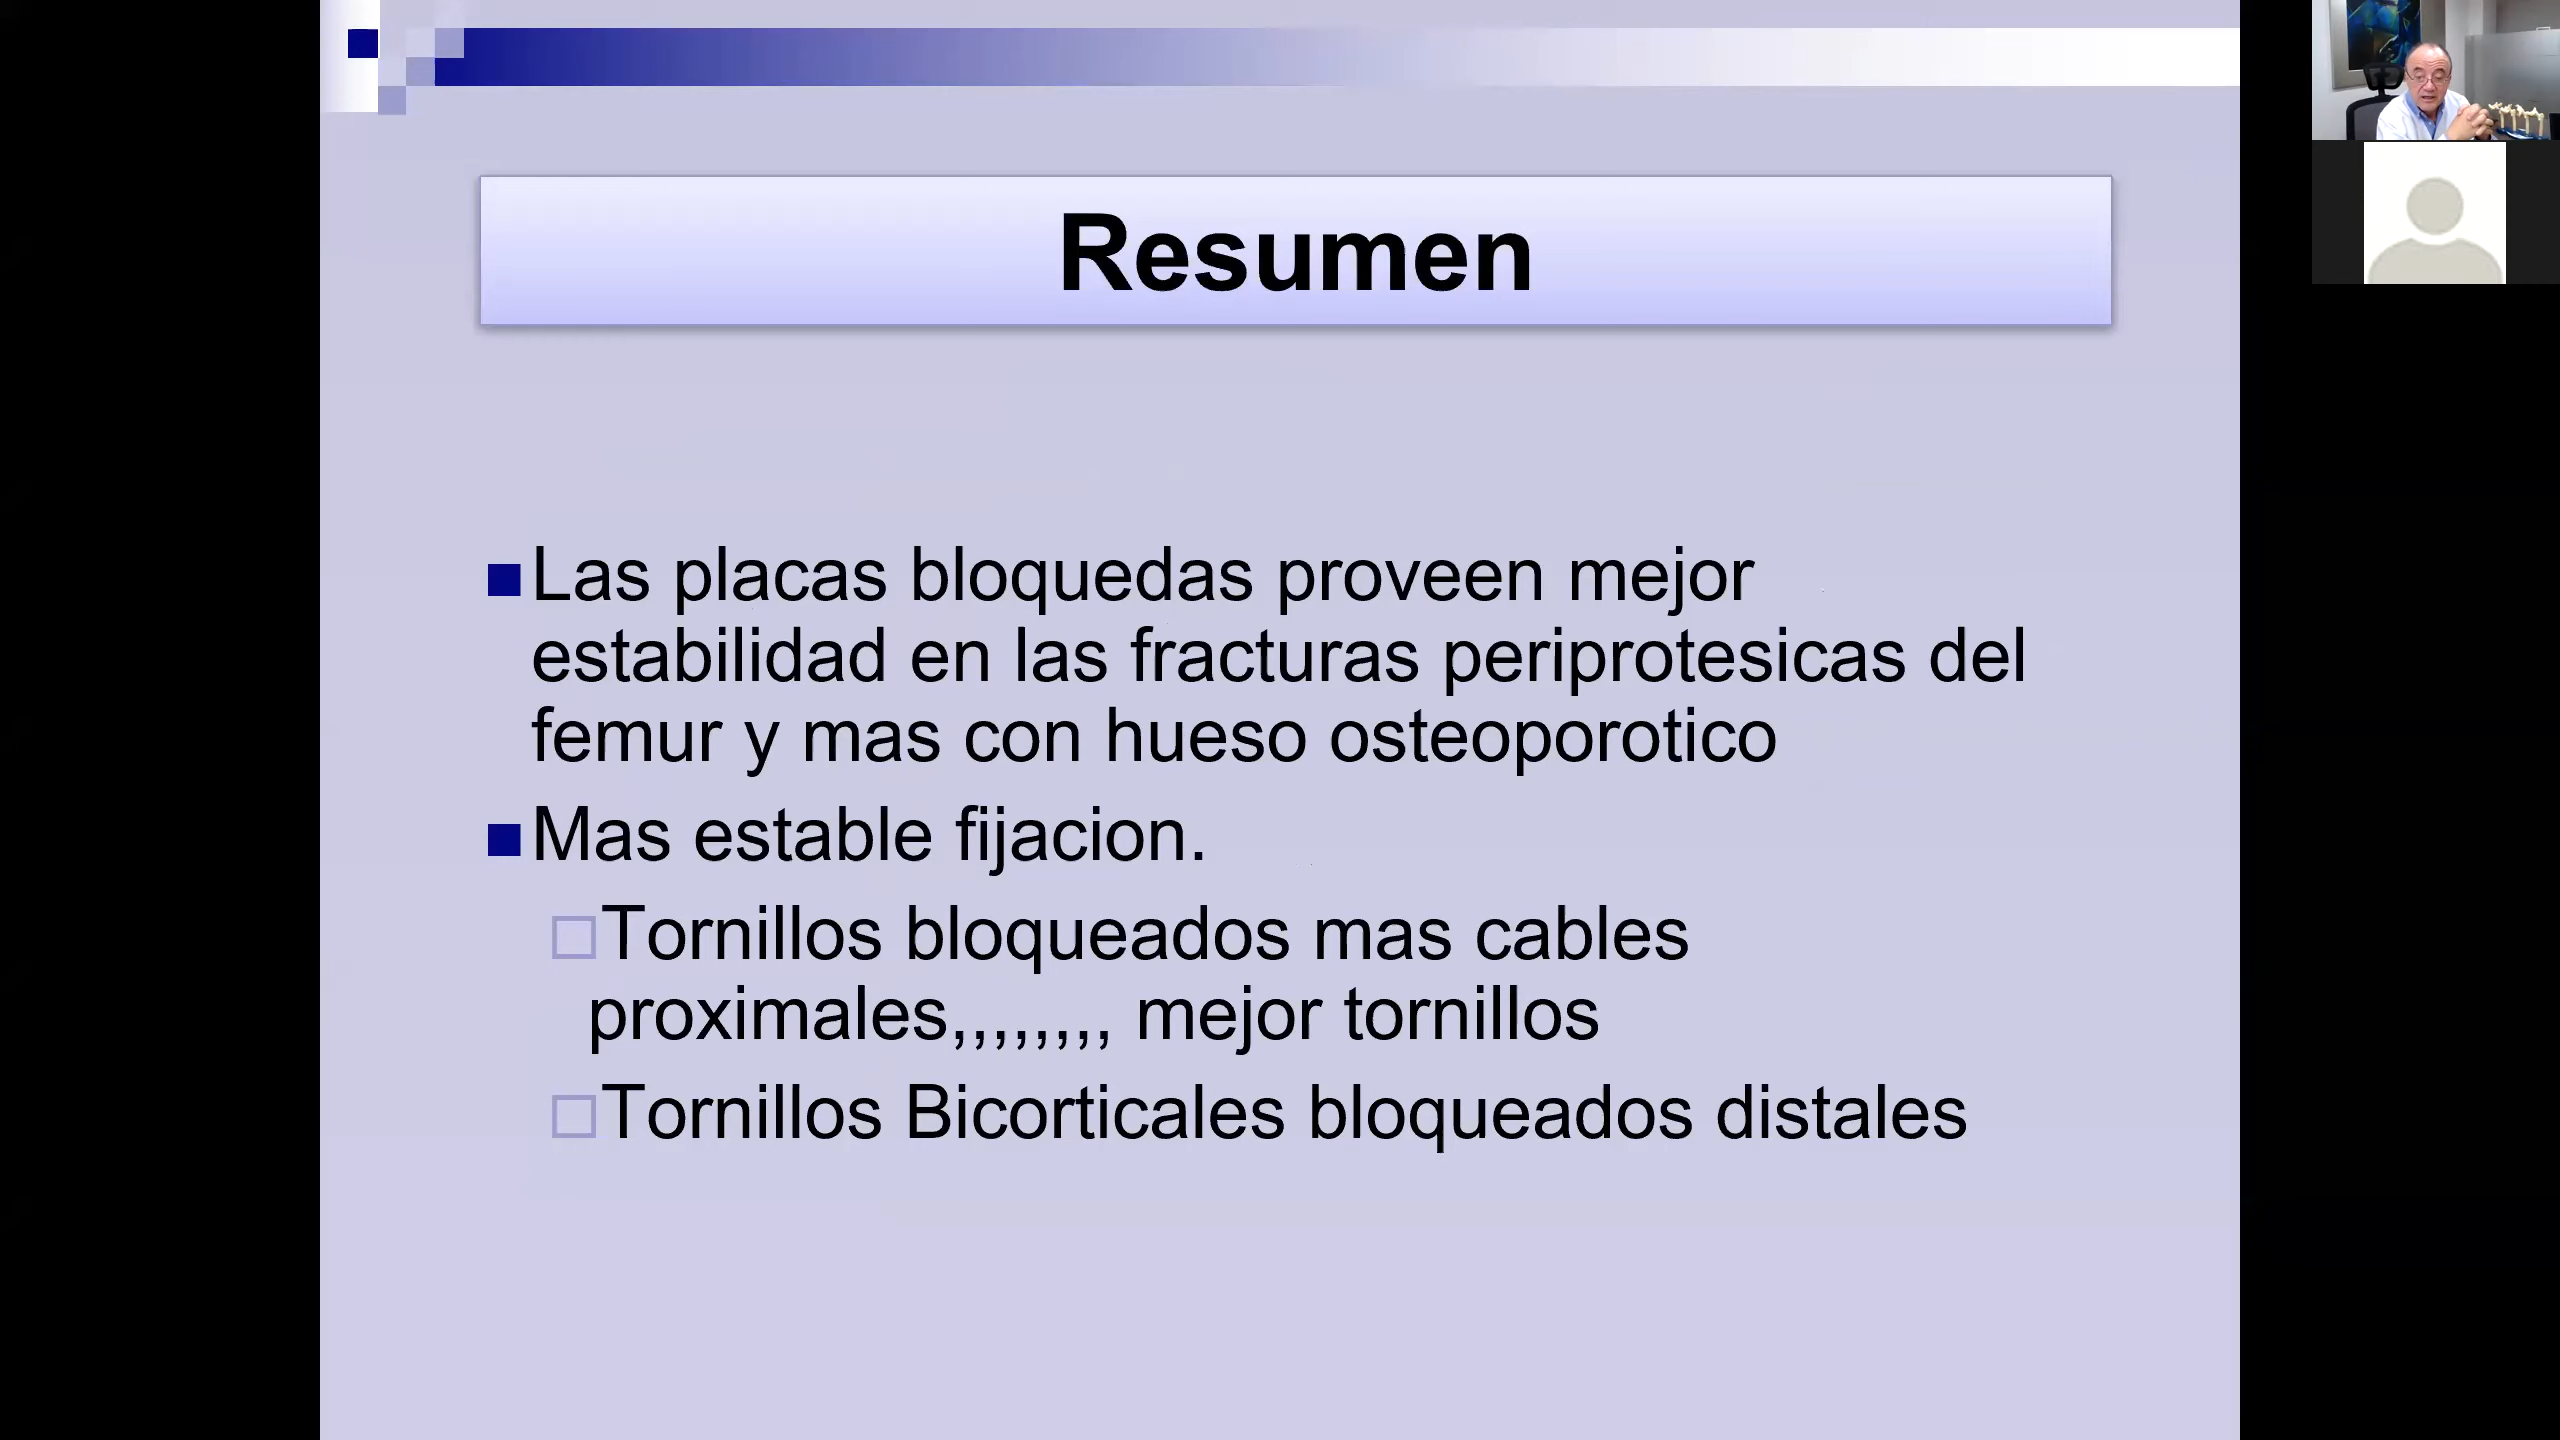 Resumen
Las placas bloquedas proveen mejor
estabilidad en las fracturas periprotesicas del
femur y mas con hueso osteoporotico
Mas estable fijacion.
Tornillos bloqueados mas cables
proximales,,,,,,,, mejor tornillos
Tornillos Bicorticales bloqueados distales